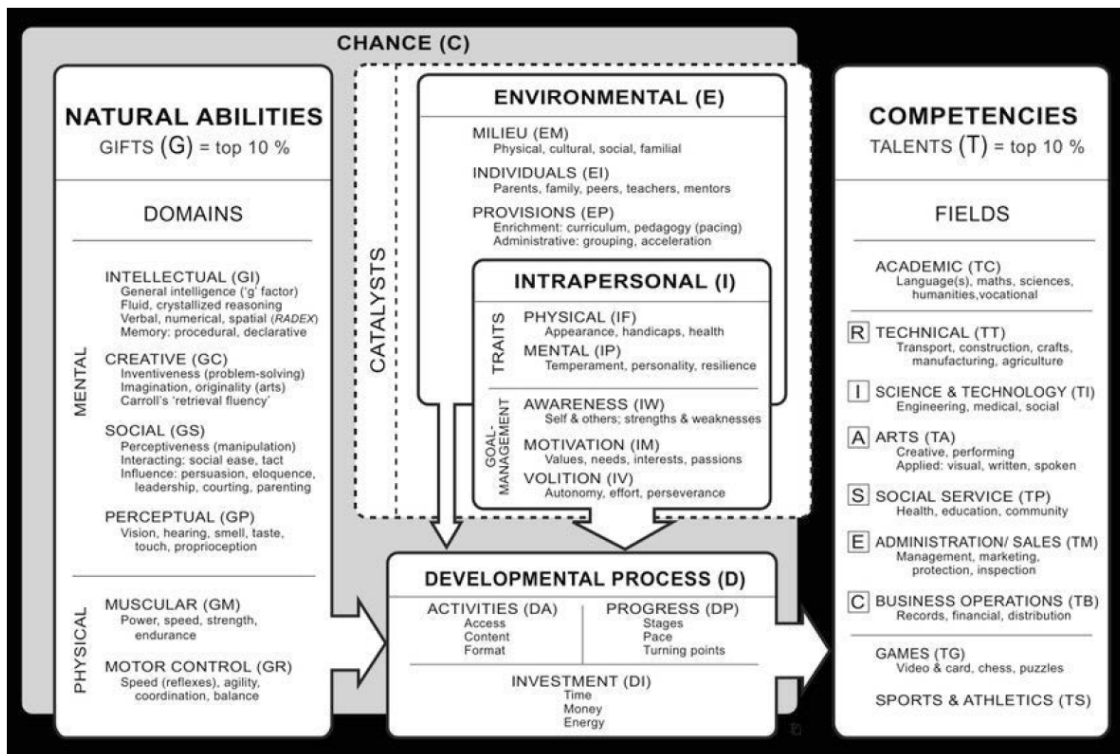 CHANCE (C)
NATURAL ABILITIES
GIFTS (G) = top 10 %
DOMAINS
MENTAL
INTELLECTUAL (GI)
General intelligence ('g' factor)
Fluid, crystallized reasoning
Verbal, numerical, spatial (RADEX)
Memory: procedural, declarative
CREATIVE (GC)
Inventiveness (problem-solving)
Imagination, originality (arts)
Carroll's 'retrieval fluency'
SOCIAL (GS)
Perceptiveness (manipulation)
Interacting: social ease, tact
Influence: persuasion, eloquence,
leadership, courting, parenting
PERCEPTUAL (GP)
Vision, hearing, smell, taste,
touch, proprioception
PHYSICAL
MUSCULAR (GM)
Power, speed, strength,
endurance
MOTOR CONTROL (GR)
Speed (reflexes), agility,
coordination, balance
CATALYSTS
ENVIRONMENTAL (E)
MILIEU (EM)
Physical, cultural, social, familial
INDIVIDUALS (EI)
Parents, family, peers, teachers, mentors
PROVISIONS (EP)
Enrichment: curriculum, pedagogy (pacing)
Administrative: grouping, acceleration
INTRAPERSONAL (I)
TRAITS
PHYSICAL (IF)
Appearance, handicaps, health
MENTAL (IP)
Temperament, personality, resilience
GOAL-
MANAGEMENT
AWARENESS (IW)
Self & others; strengths & weaknesses
MOTIVATION (IM)
Values, needs, interests, passions
VOLITION (IV)
Autonomy, effort, perseverance
DEVELOPMENTAL PROCESS (D)
ACTIVITIES (DA)
Access
Content
Format
PROGRESS (DP)
Stages
Pace
Turning points
INVESTMENT (DI)
Time
Money
Energy
COMPETENCIES
TALENTS (T) = top 10 %
FIELDS
ACADEMIC (TC)
Language(s), maths, sciences,
humanities,vocational
R TECHNICAL (TT)
Transport, construction, crafts,
manufacturing, agriculture
I SCIENCE & TECHNOLOGY (TI)
Engineering, medical, social
A ARTS (TA)
Creative, performing
Applied: visual, written, spoken
S SOCIAL SERVICE (TP)
Health, education, community
E ADMINISTRATION/ SALES (TM)
Management, marketing,
protection, inspection
C BUSINESS OPERATIONS (TB)
Records, financial, distribution
GAMES (TG)
Video & card, chess, puzzles
SPORTS & ATHLETICS (TS)